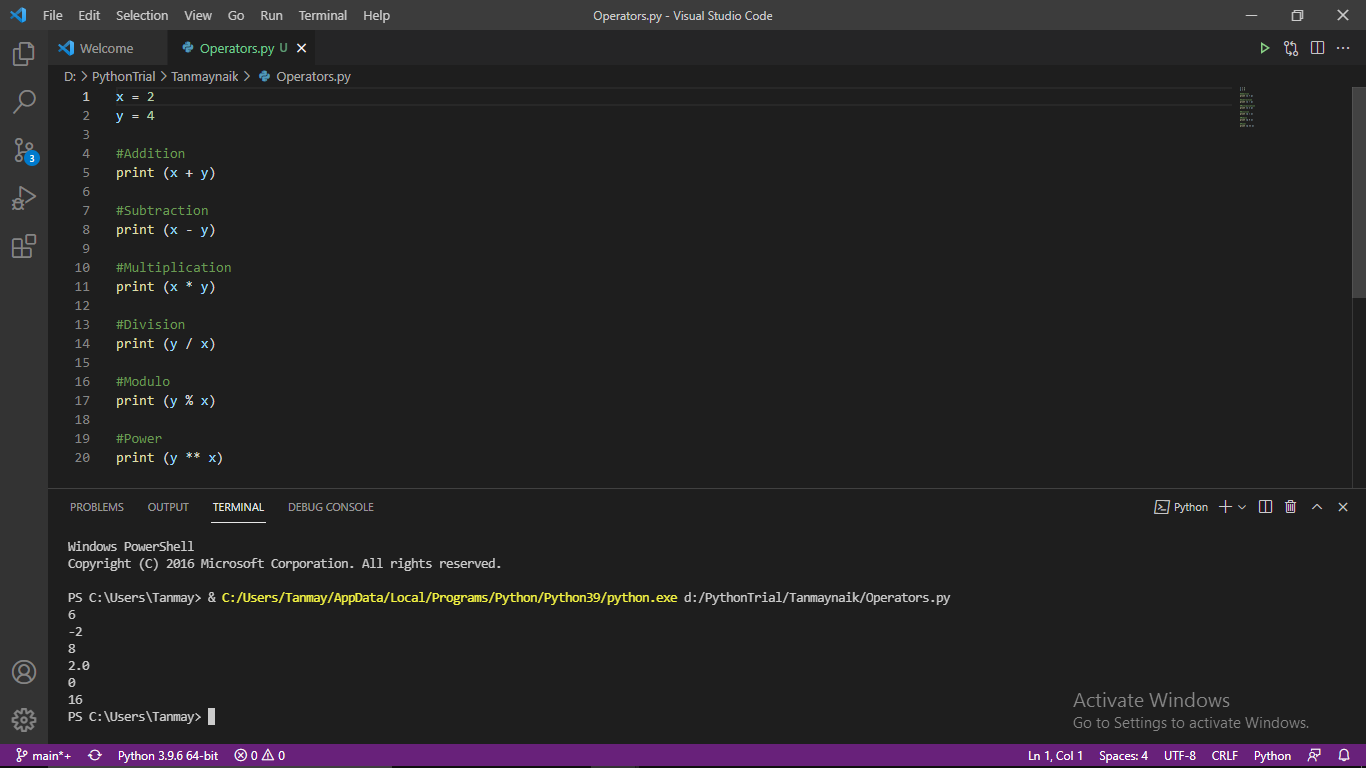 File Edit Selection View Go Run Terminal Help Operators.py - Visual Studio Code
Welcome Operators.py U
D: > PythonTrial > Tanmaynaik > Operators.py
1 x = 2
2 y = 4
3
4 #Addition
5 print (x + y)
6
7 #Subtraction
8 print (x - y)
9
10 #Multiplication
11 print (x * y)
12
13 #Division
14 print (y / x)
15
16 #Modulo
17 print (y % x)
18
19 #Power
20 print (y ** x)
3
PROBLEMS OUTPUT TERMINAL DEBUG CONSOLE Python
Windows PowerShell
Copyright (C) 2016 Microsoft Corporation. All rights reserved.
PS C:\Users\Tanmay> & C:/Users/Tanmay/AppData/Local/Programs/Python/Python39/python.exe d:/PythonTrial/Tanmaynaik/Operators.py
6
-2
8
2.0
0
16
PS C:\Users\Tanmay>
Activate Windows
Go to Settings to activate Windows.
main*+ Python 3.9.6 64-bit 0 0 Ln 1, Col 1 Spaces: 4 UTF-8 CRLF Python